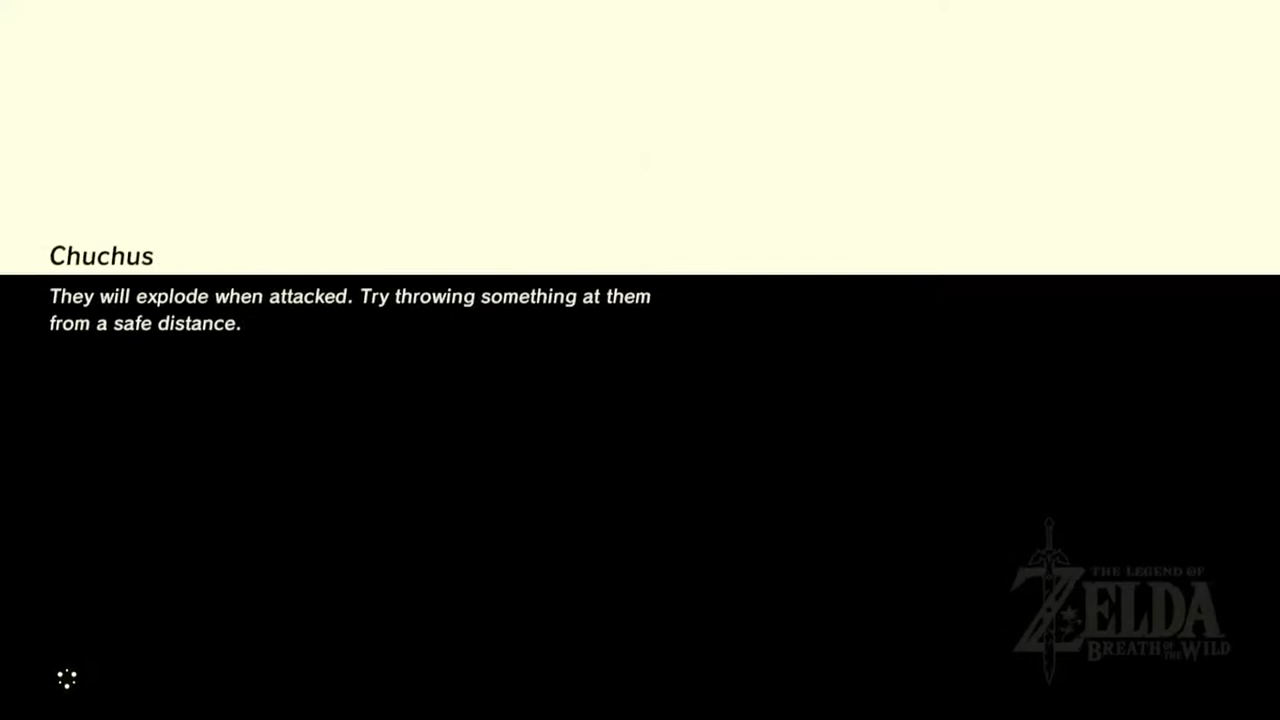 Chuchus
They will explode when attacked. Try throwing something at them
from a safe distance.
THE LEGEND OF
ZELDA
BREATH OF THE WILD